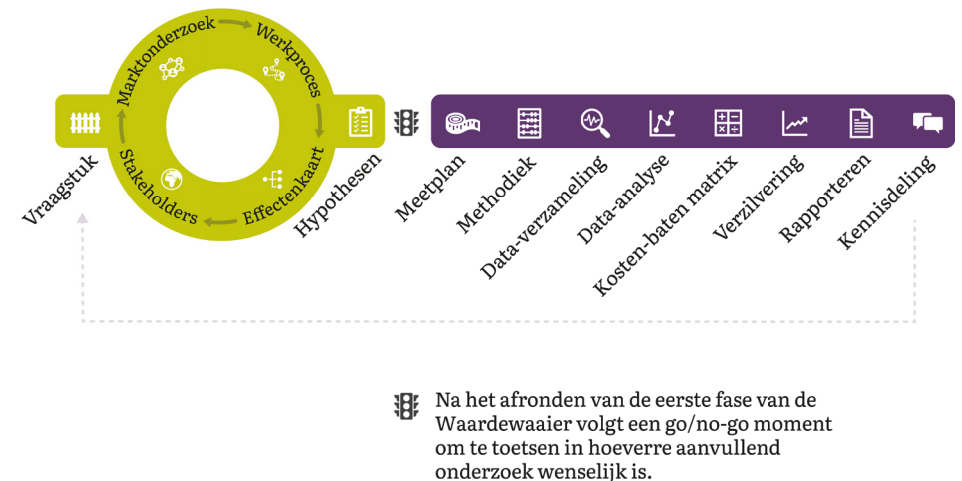 Vraagstuk
Marktonderzoek
Werkproces
Effectenkaart
Stakeholders
Hypothesen
Meetplan
Methodiek
Data-verzameling
Data-analyse
Kosten-baten matrix
Verzilvering
Rapporteren
Kennisdeling
Na het afronden van de eerste fase van de
Waardewaaier volgt een go/no-go moment
om te toetsen in hoeverre aanvullend
onderzoek wenselijk is.